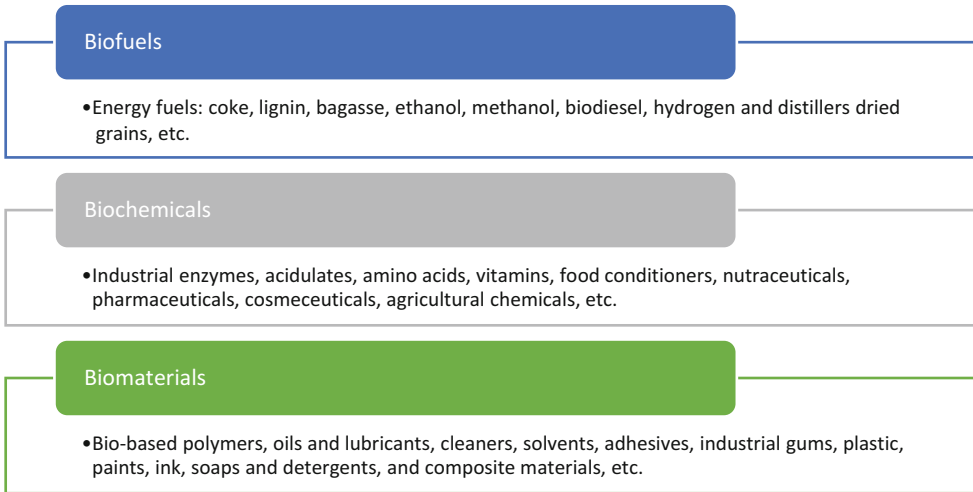 Biofuels
•Energy fuels: coke, lignin, bagasse, ethanol, methanol, biodiesel, hydrogen and distillers dried
grains, etc.
Biochemicals
•Industrial enzymes, acidulates, amino acids, vitamins, food conditioners, nutraceuticals,
pharmaceuticals, cosmeceuticals, agricultural chemicals, etc.
Biomaterials
•Bio-based polymers, oils and lubricants, cleaners, solvents, adhesives, industrial gums, plastic,
paints, ink, soaps and detergents, and composite materials, etc.